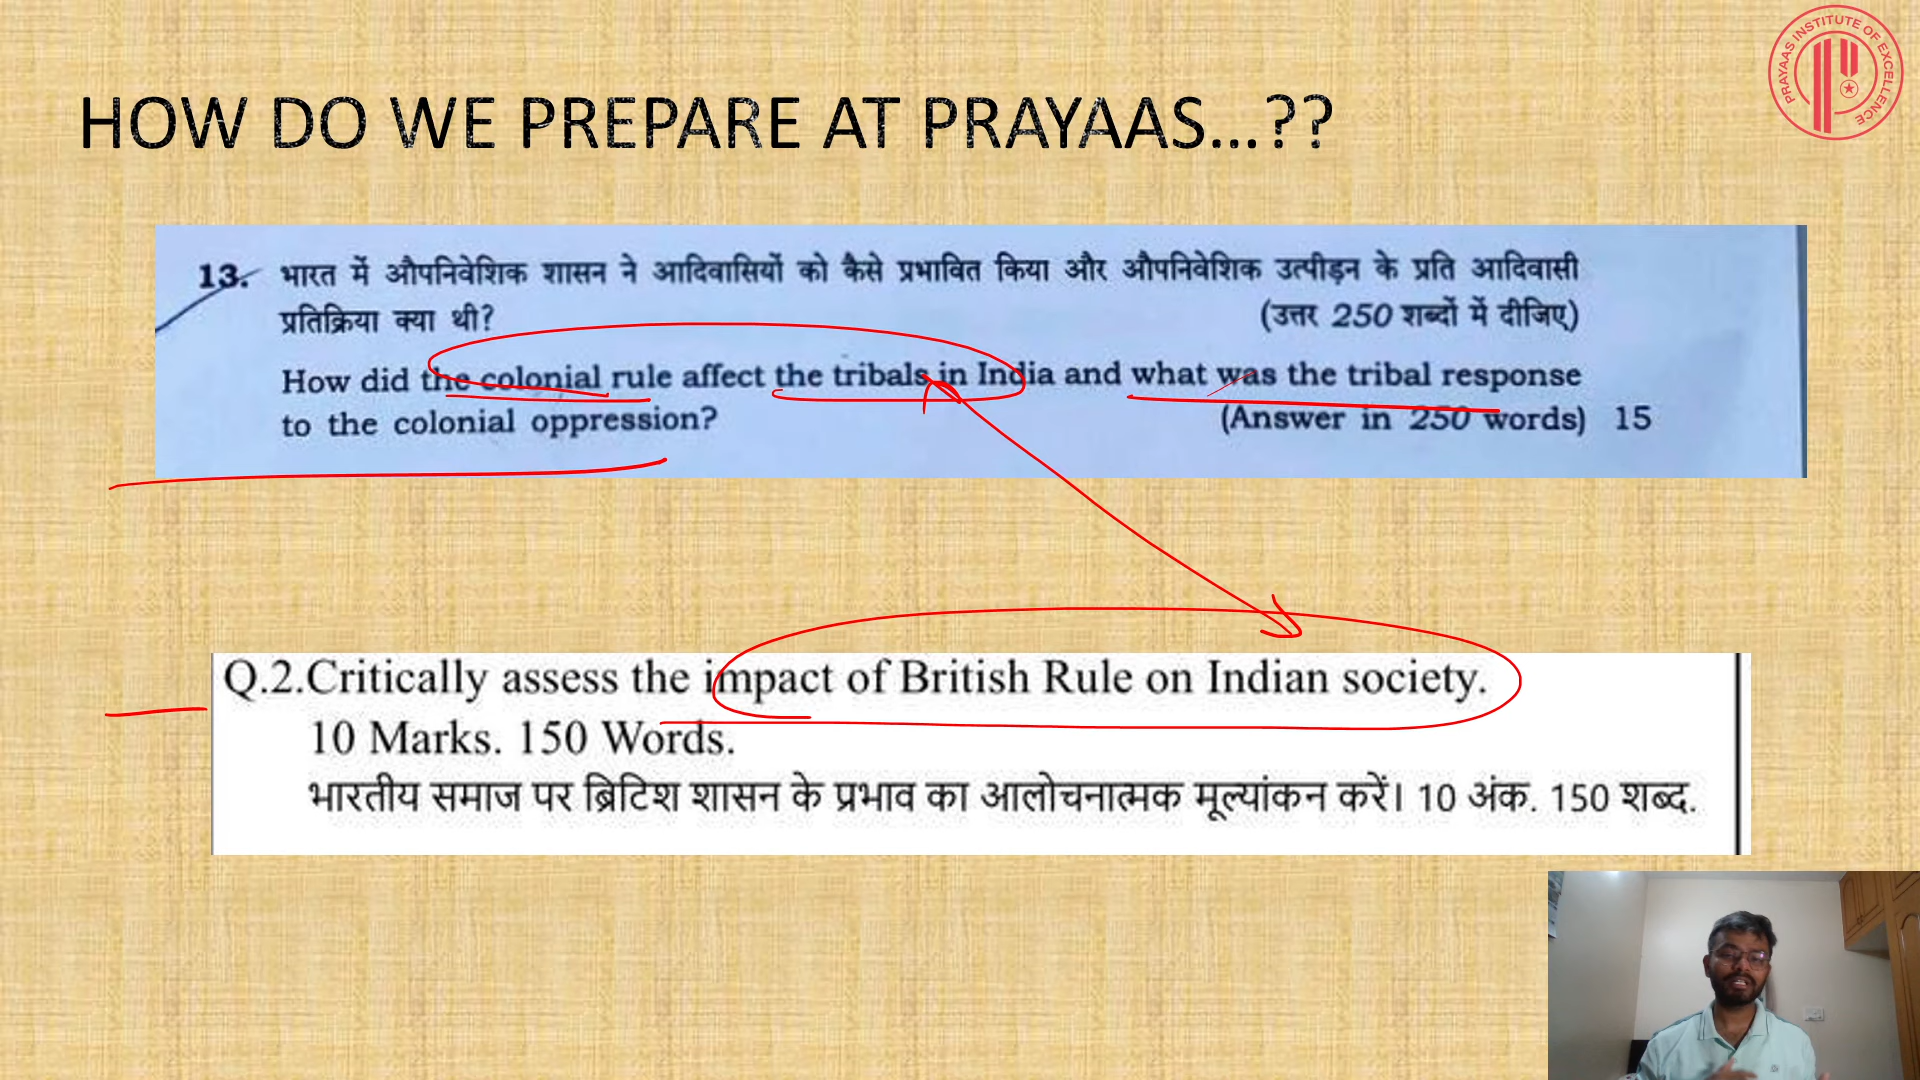 PRAYAAS INSTITUTE OF EXCELLENCE
HOW DO WE PREPARE AT PRAYAAS...??
13. भारत में औपनिवेशिक शासन ने आदिवासियों को कैसे प्रभावित किया और औपनिवेशिक उत्पीड़न के प्रति आदिवासी
प्रतिक्रिया क्या थी? (उत्तर 250 शब्दों में दीजिए)
How did the colonial rule affect the tribals in India and what was the tribal response
to the colonial oppression? (Answer in 250 words) 15
Q.2.Critically assess the impact of British Rule on Indian society.
10 Marks. 150 Words.
भारतीय समाज पर ब्रिटिश शासन के प्रभाव का आलोचनात्मक मूल्यांकन करें। 10 अंक. 150 शब्द.